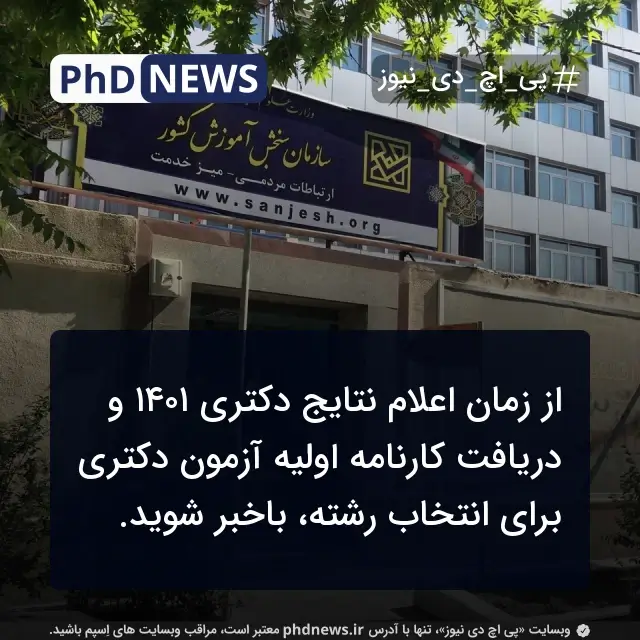 PhD NEWS
#پی_اچ_دی_نیوز
سازمان سنجش آموزش کشور
ارتباطات مردمی - میز خدمت
www.sanjesh.org
از زمان اعلام نتایج دکتری ۱۴۰۱ و
دریافت کارنامه اولیه آزمون دکتری
برای انتخاب رشته، باخبر شوید.
وبسایت «پی اچ دی نیوز»، تنها با آدرس phdnews.ir معتبر است، مراقب وبسایت های اِسپم باشید.